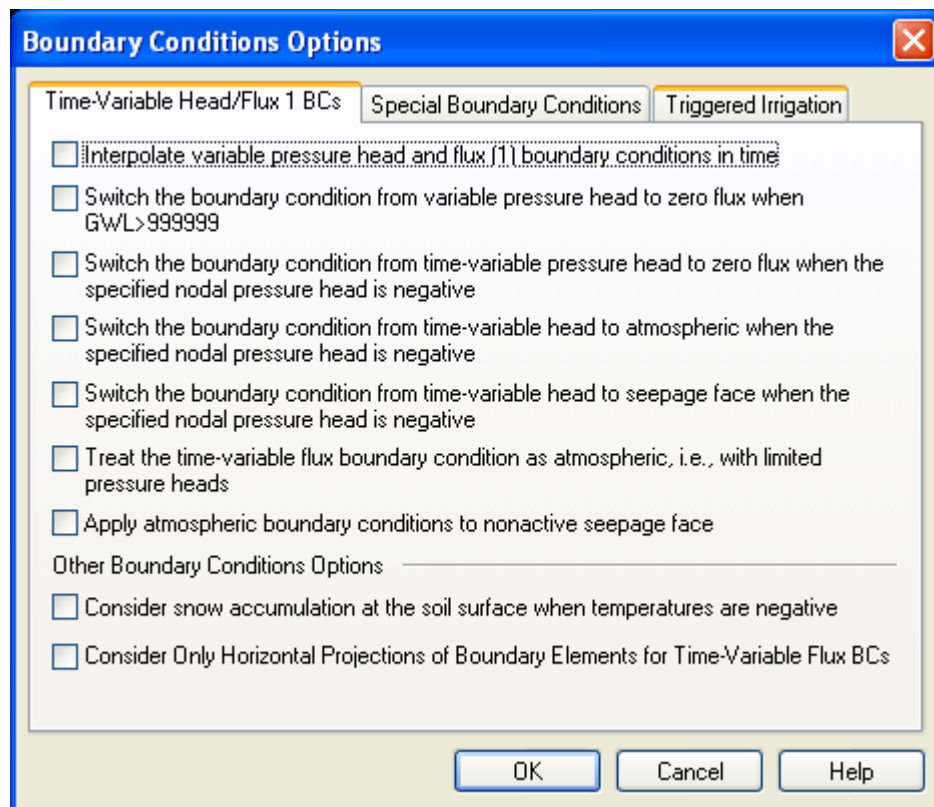 Boundary Conditions Options
Time-Variable Head/Flux 1 BCs
Special Boundary Conditions
Triggered Irrigation
Interpolate variable pressure head and flux (1) boundary conditions in time
Switch the boundary condition from variable pressure head to zero flux when
GWL>999999
Switch the boundary condition from time-variable pressure head to zero flux when the
specified nodal pressure head is negative
Switch the boundary condition from time-variable head to atmospheric when the
specified nodal pressure head is negative
Switch the boundary condition from time-variable head to seepage face when the
specified nodal pressure head is negative
Treat the time-variable flux boundary condition as atmospheric, i.e., with limited
pressure heads
Apply atmospheric boundary conditions to nonactive seepage face
Other Boundary Conditions Options
Consider snow accumulation at the soil surface when temperatures are negative
Consider Only Horizontal Projections of Boundary Elements for Time-Variable Flux BCs
OK
Cancel
Help